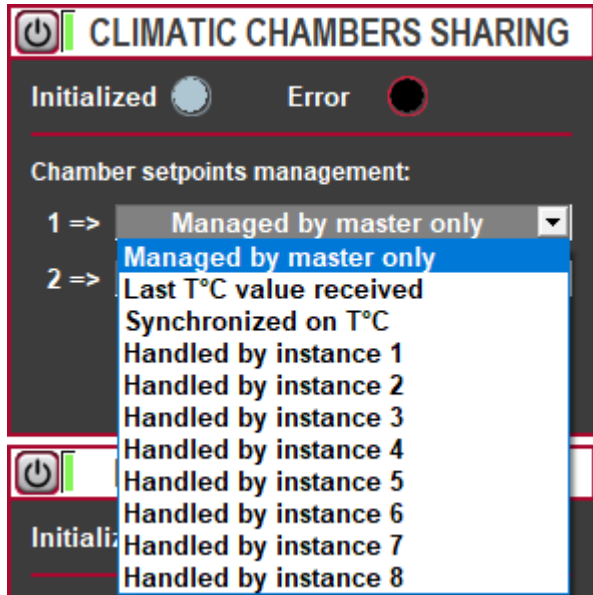 CLIMATIC CHAMBERS SHARING
Initialized Error
Chamber setpoints management:
1 => Managed by master only
Managed by master only
2 =>
Last T°C value received
Synchronized on T°C
Handled by instance 1
Handled by instance 2
Handled by instance 3
Handled by instance 4
Handled by instance 5
Handled by instance 6
Handled by instance 7
Handled by instance 8